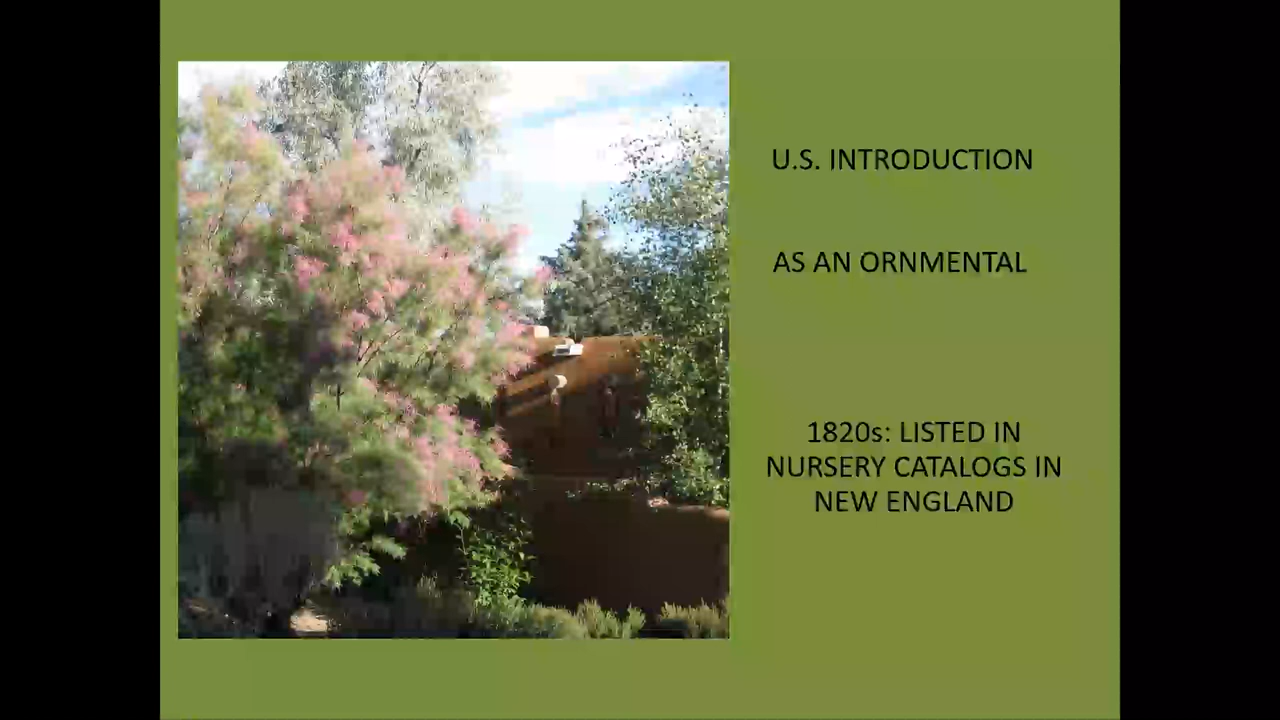 U.S. INTRODUCTION
AS AN ORNMENTAL
1820s: LISTED IN
NURSERY CATALOGS IN
NEW ENGLAND